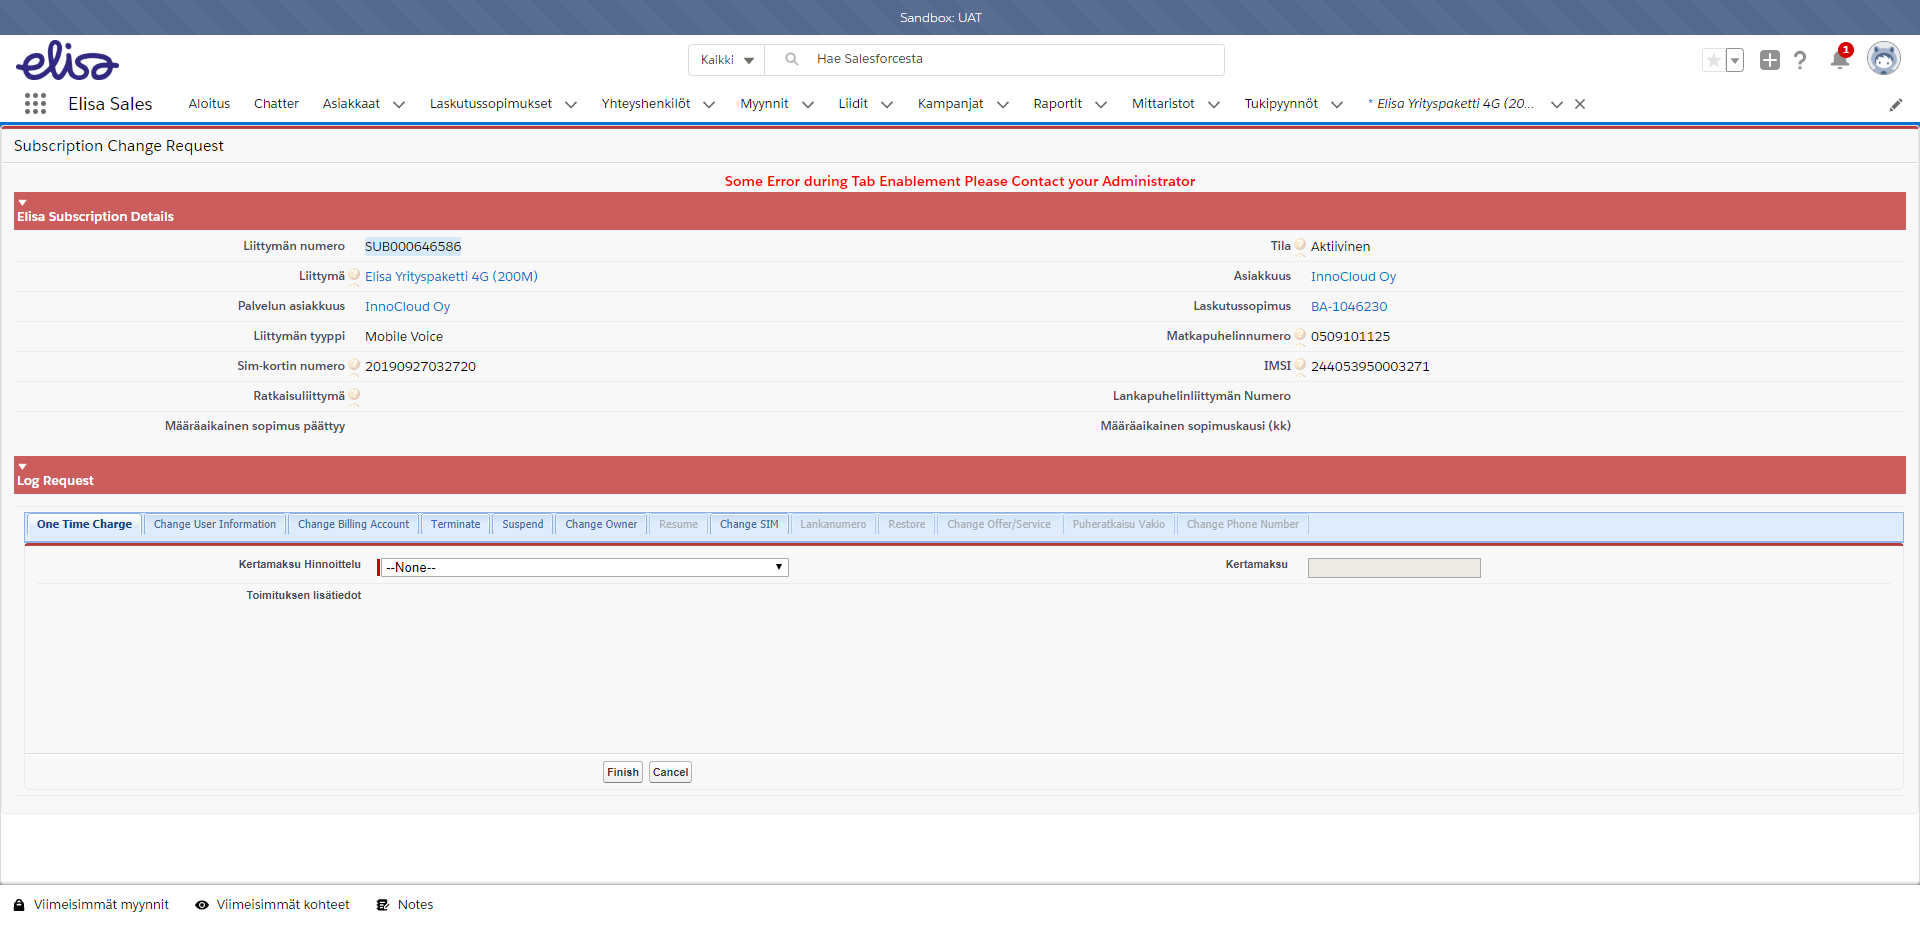 Sandbox: UAT
elisa
Kaikki
Hae Salesforcesta
1
Elisa Sales
Aloitus
Chatter
Asiakkaat
Laskutussopimukset
Yhteyshenkilöt
Myynnit
Liidit
Kampanjat
Raportit
Mittaristot
Tukipyynnöt
* Elisa Yrityspaketti 4G (20...
Subscription Change Request
Some Error during Tab Enablement Please Contact your Administrator
Elisa Subscription Details
Liittymän numero SUB000646586
Tila Aktiivinen
Liittymä Elisa Yrityspaketti 4G (200M)
Asiakkuus InnoCloud Oy
Palvelun asiakkuus InnoCloud Oy
Laskutussopimus BA-1046230
Liittymän tyyppi Mobile Voice
Matkapuhelinnumero 0509101125
Sim-kortin numero 20190927032720
IMSI 244053950003271
Ratkaisuliittymä
Lankapuhelinliittymän Numero
Määräaikainen sopimus päättyy
Määräaikainen sopimuskausi (kk)
Log Request
One Time Charge
Change User Information
Change Billing Account
Terminate
Suspend
Change Owner
Resume
Change SIM
Lankanumero
Restore
Change Offer/Service
Puheratkaisu Vakio
Change Phone Number
Kertamaksu Hinnoittelu --None--
Kertamaksu
Toimituksen lisätiedot
Finish
Cancel
Viimeisimmät myynnit
Viimeisimmät kohteet
Notes